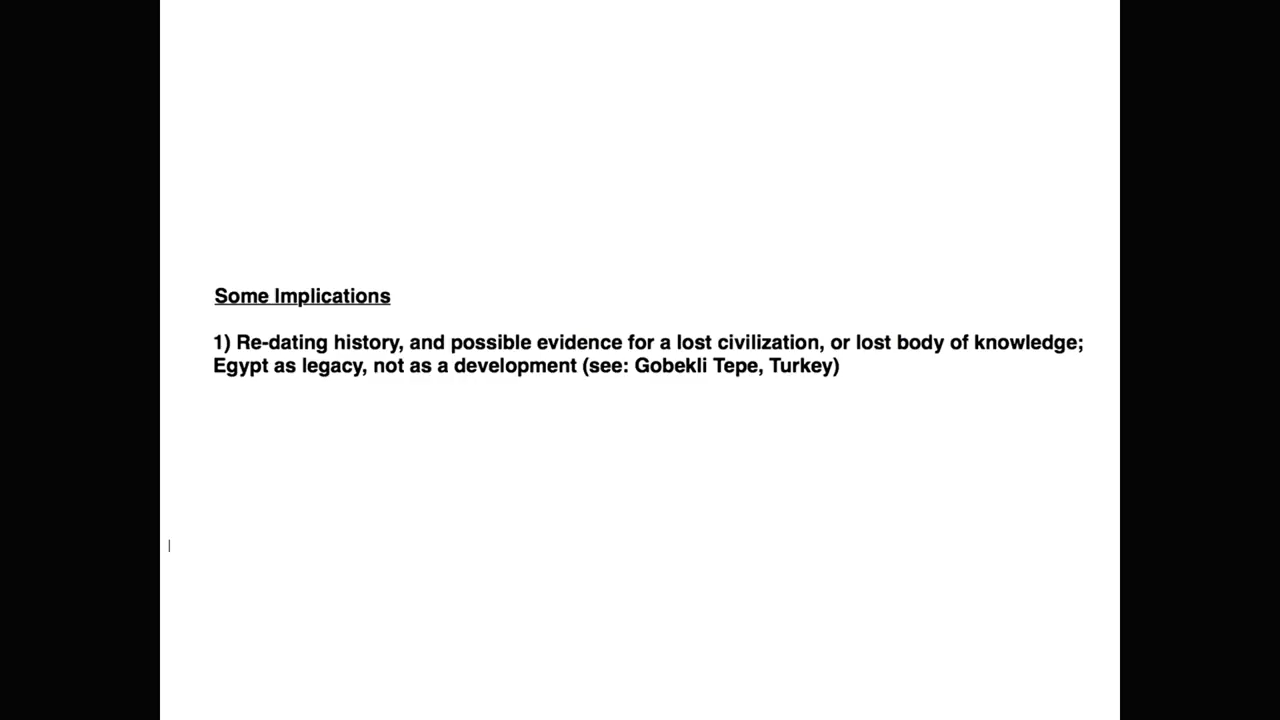 Some Implications
1) Re-dating history, and possible evidence for a lost civilization, or lost body of knowledge;
Egypt as legacy, not as a development (see: Gobekli Tepe, Turkey)